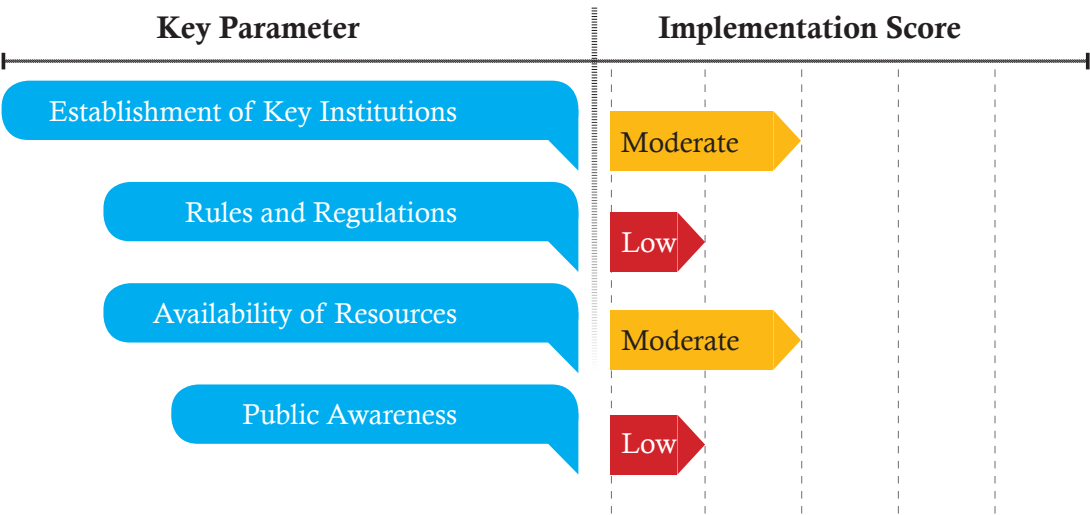 Key Parameter
Implementation Score
Establishment of Key Institutions
Moderate
Rules and Regulations
Low
Availability of Resources
Moderate
Public Awareness
Low